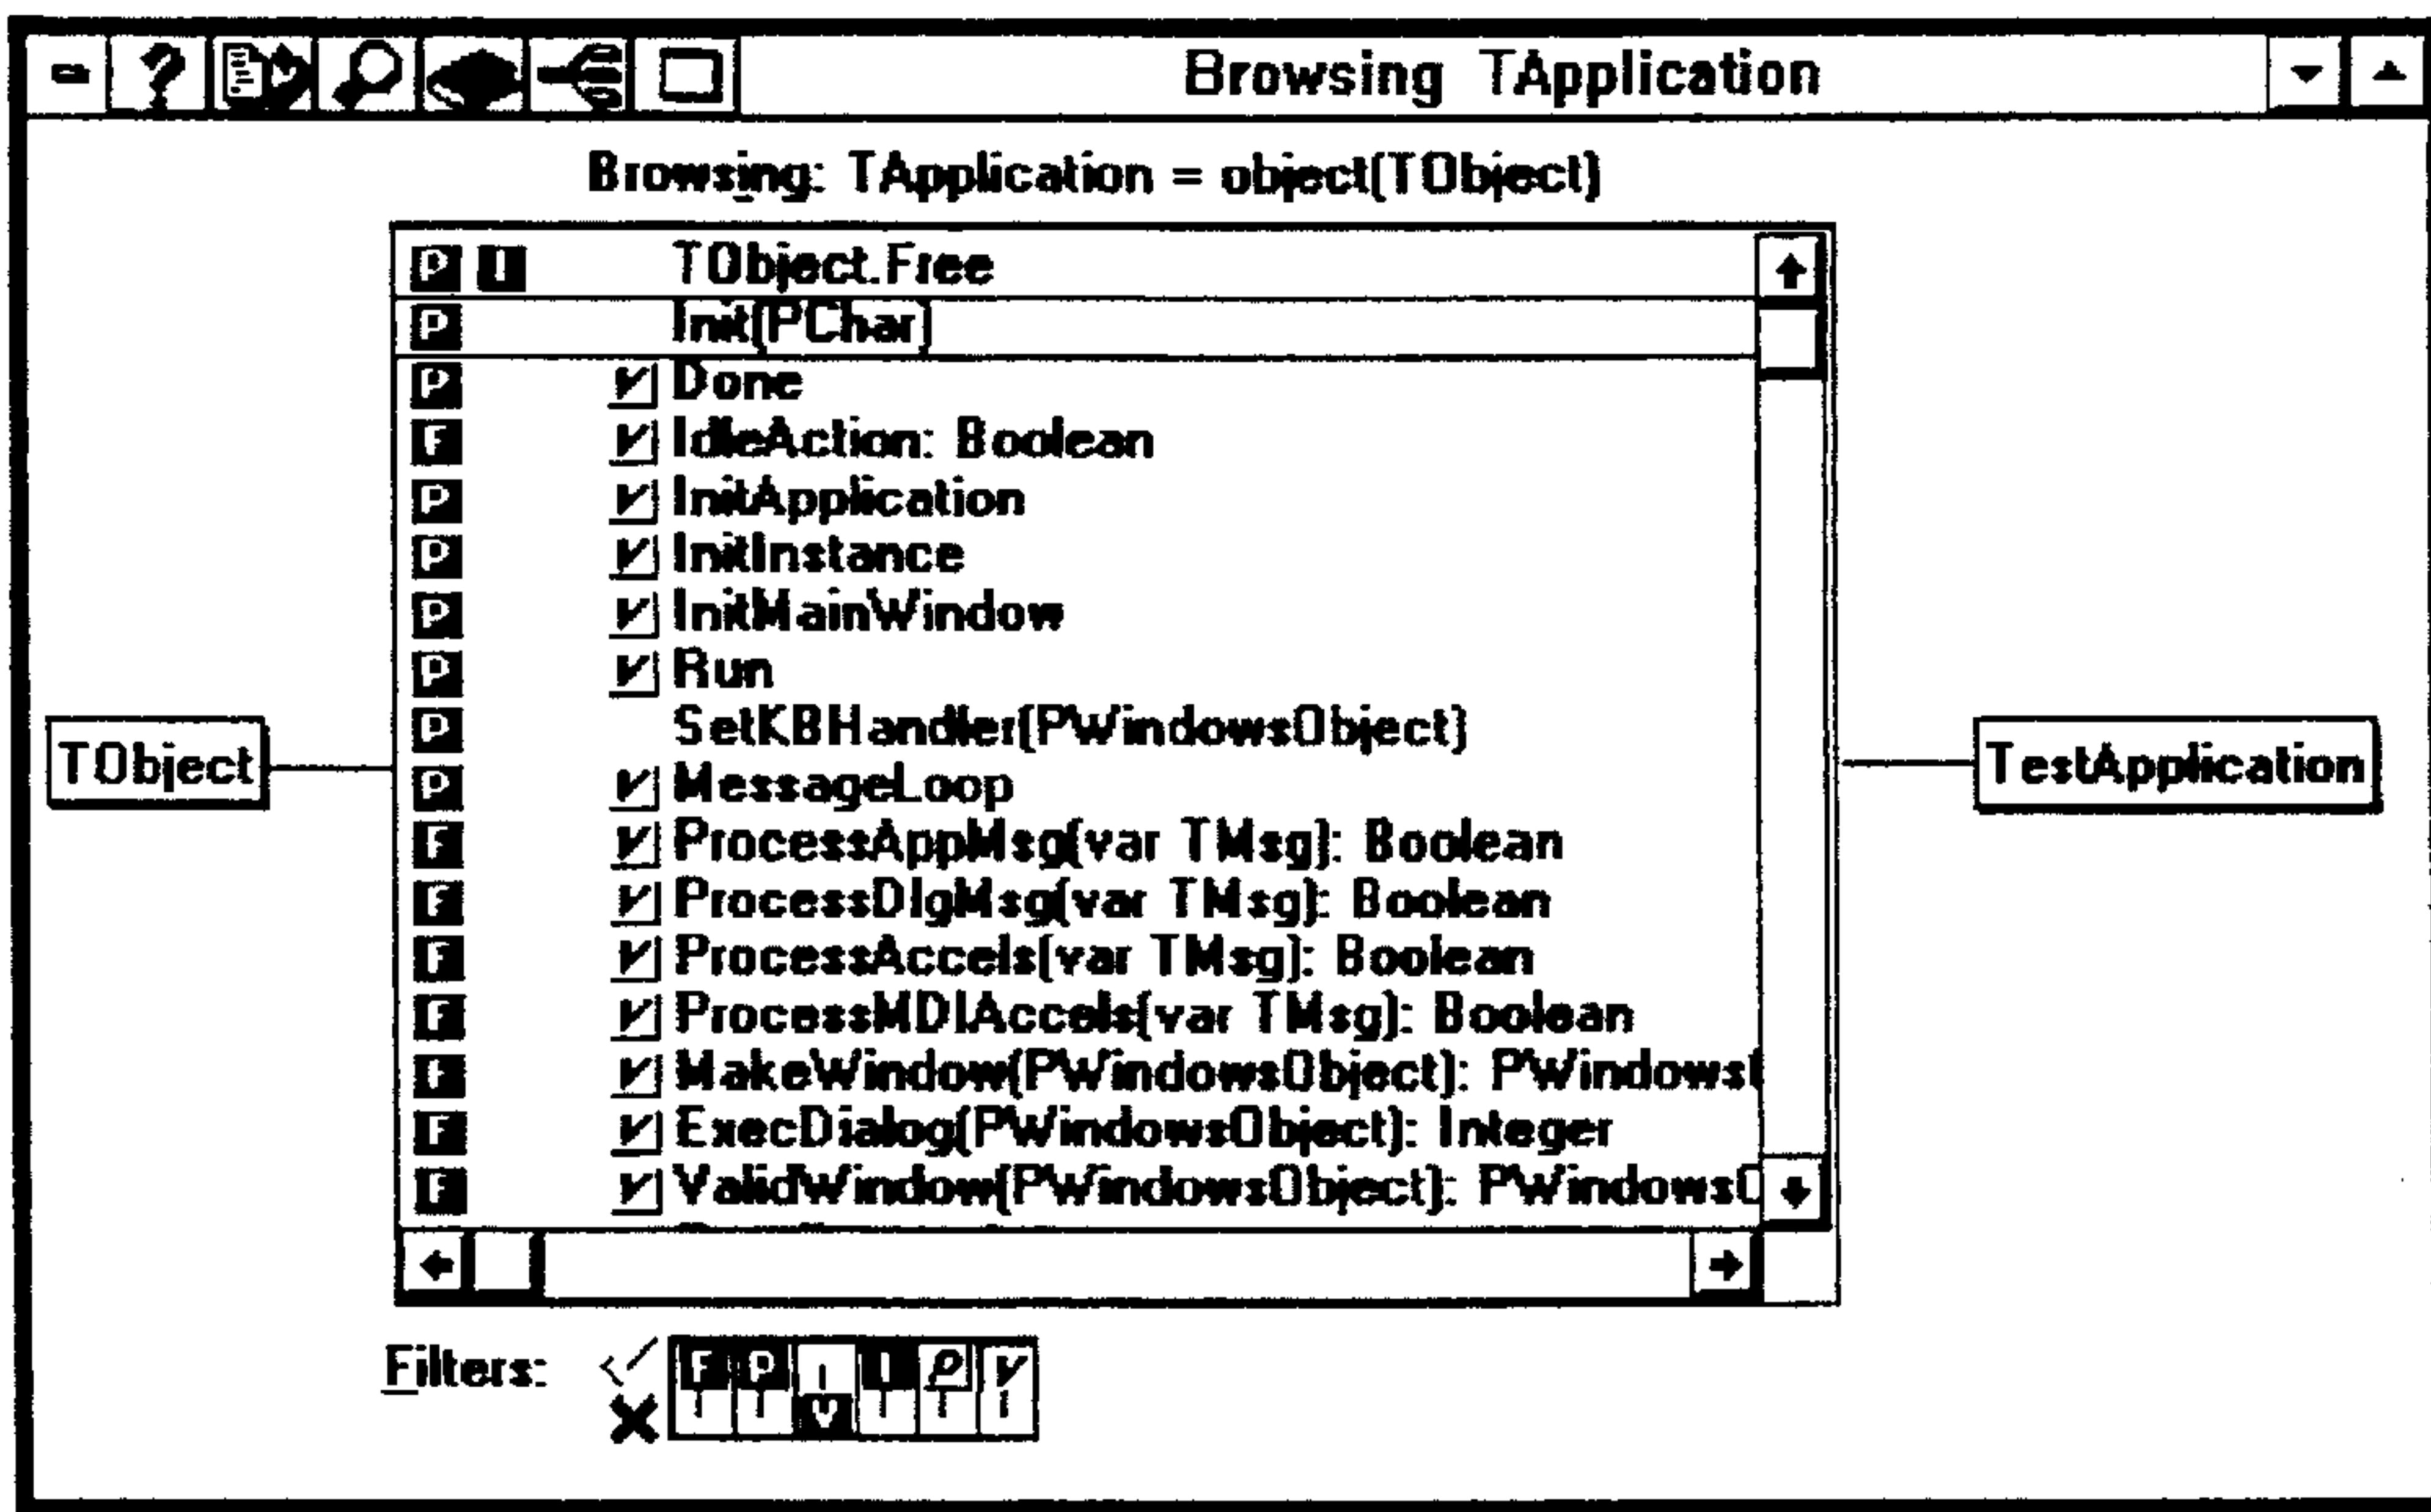 Browsing TApplication
Browsing: TApplication = object(TObject)
P I TObject.Free
P Init(PChar)
P V Done
F V IdleAction: Boolean
P V InitApplication
P V InitInstance
P V InitMainWindow
P V Run
P SetKBHandler(PWindowsObject)
P V MessageLoop
F V ProcessAppMsg(var TMsg): Boolean
F V ProcessDlgMsg(var TMsg): Boolean
F V ProcessAccels(var TMsg): Boolean
F V ProcessMDIAccels(var TMsg): Boolean
F V MakeWindow(PWindowsObject): PWindows
F V ExecDialog(PWindowsObject): Integer
F V ValidWindow(PWindowsObject): PWindowsO
TObject
TestApplication
Filters: F P I P V
V